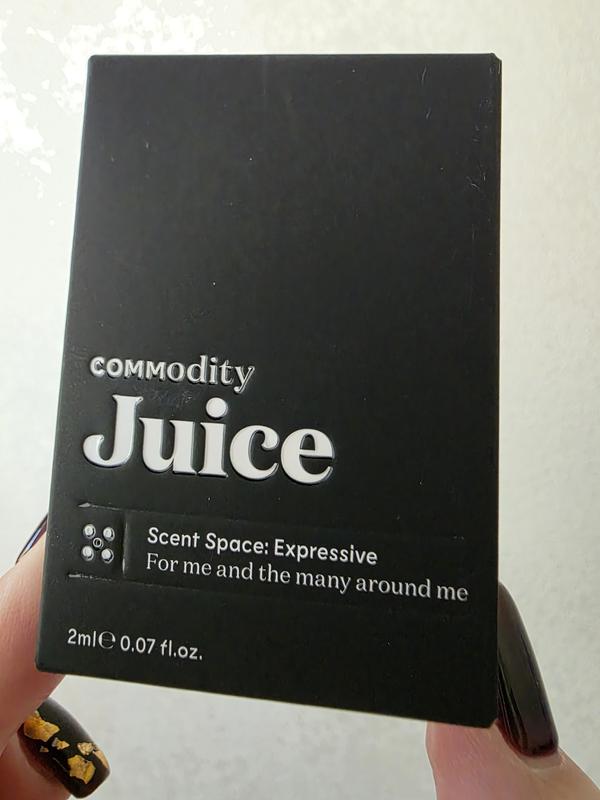 COMModity
Juice
Scent Space: Expressive
For me and the many around me
2ml℮ 0.07 fl.oz.